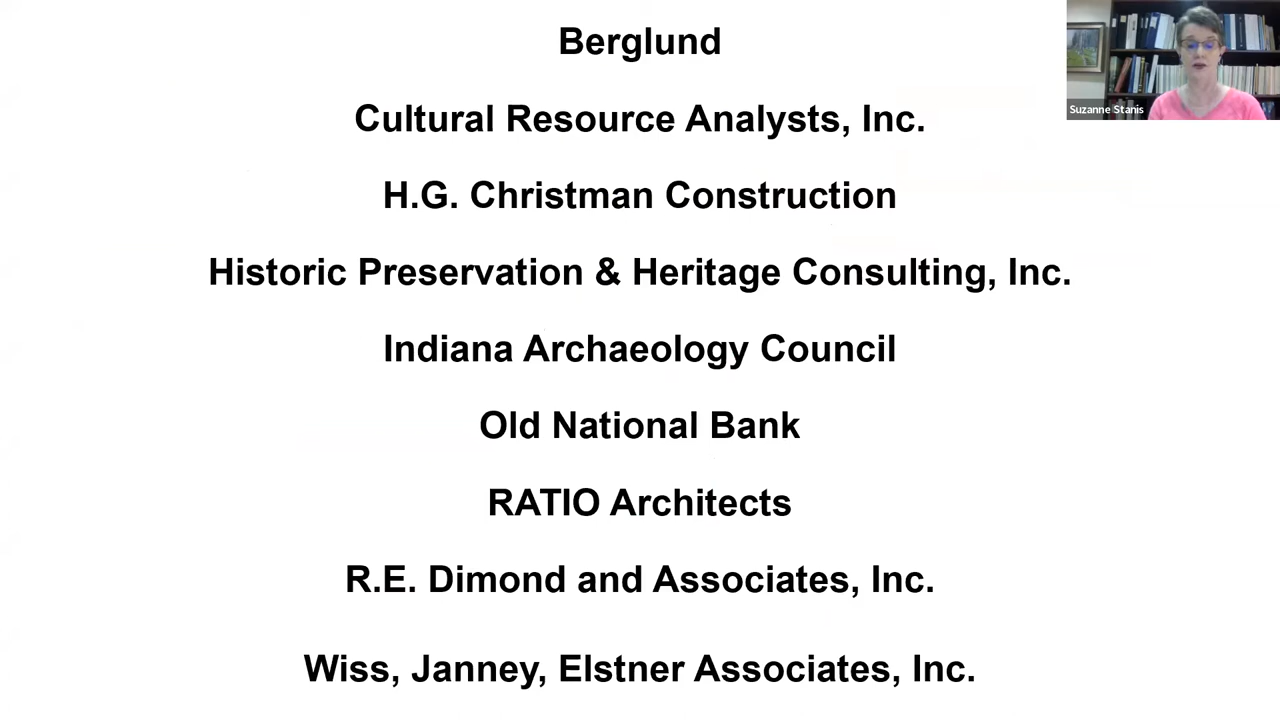 Berglund
Cultural Resource Analysts, Inc.
Suzanne Stanis
H.G. Christman Construction
Historic Preservation & Heritage Consulting, Inc.
Indiana Archaeology Council
Old National Bank
RATIO Architects
R.E. Dimond and Associates, Inc.
Wiss, Janney, Elstner Associates, Inc.